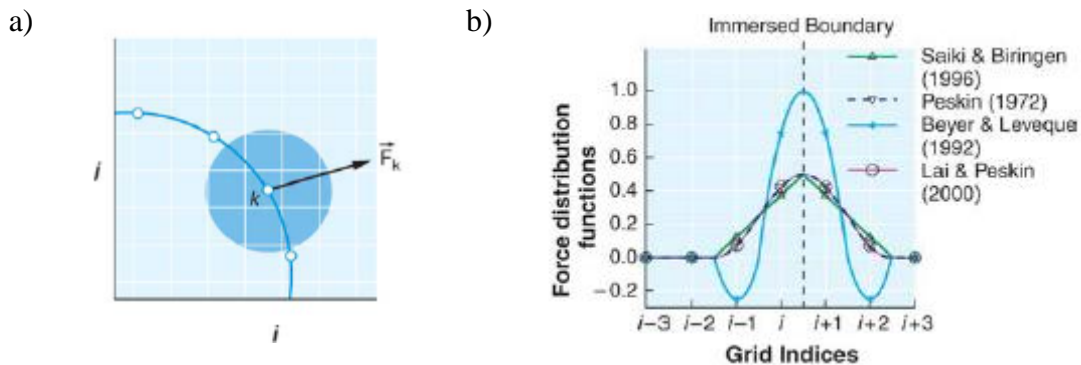 a)
i
k
F_k
i
b)
Immersed Boundary
Saiki & Biringen
(1996)
Peskin (1972)
Beyer & Leveque
(1992)
Lai & Peskin
(2000)
Force distribution
functions
1.0
0.8
0.6
0.4
0.2
0.0
−0.2
i−3 i−2 i−1 i i+1 i+2 i+3
Grid Indices